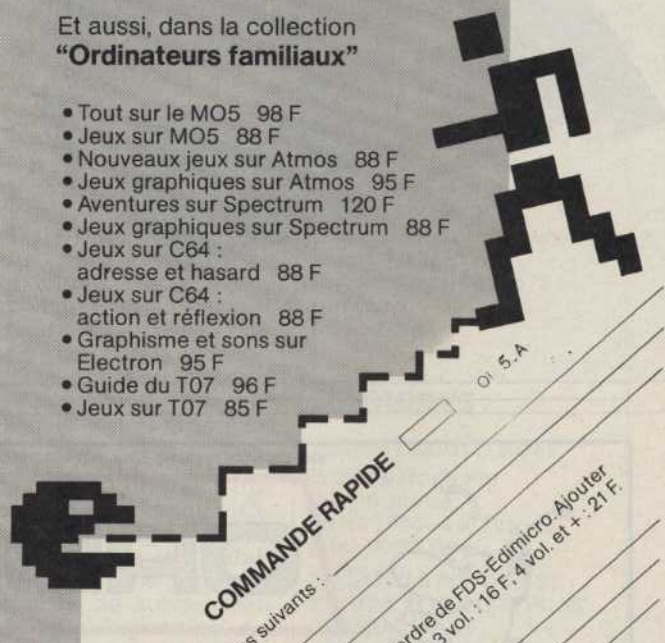 Et aussi, dans la collection
“Ordinateurs familiaux”
• Tout sur le MO5 98 F
• Jeux sur MO5 88 F
• Nouveaux jeux sur Atmos 88 F
• Jeux graphiques sur Atmos 95 F
• Aventures sur Spectrum 120 F
• Jeux graphiques sur Spectrum 88 F
• Jeux sur C64 :
adresse et hasard 88 F
• Jeux sur C64 :
action et réflexion 88 F
• Graphisme et sons sur
Electron 95 F
• Guide du T07 96 F
• Jeux sur T07 85 F
COMMANDE RAPIDE
OI 5.A
suivants :
ordre de FDS-Edimicro. Ajouter
3 vol. : 16 F, 4 vol. et + : 21 F.